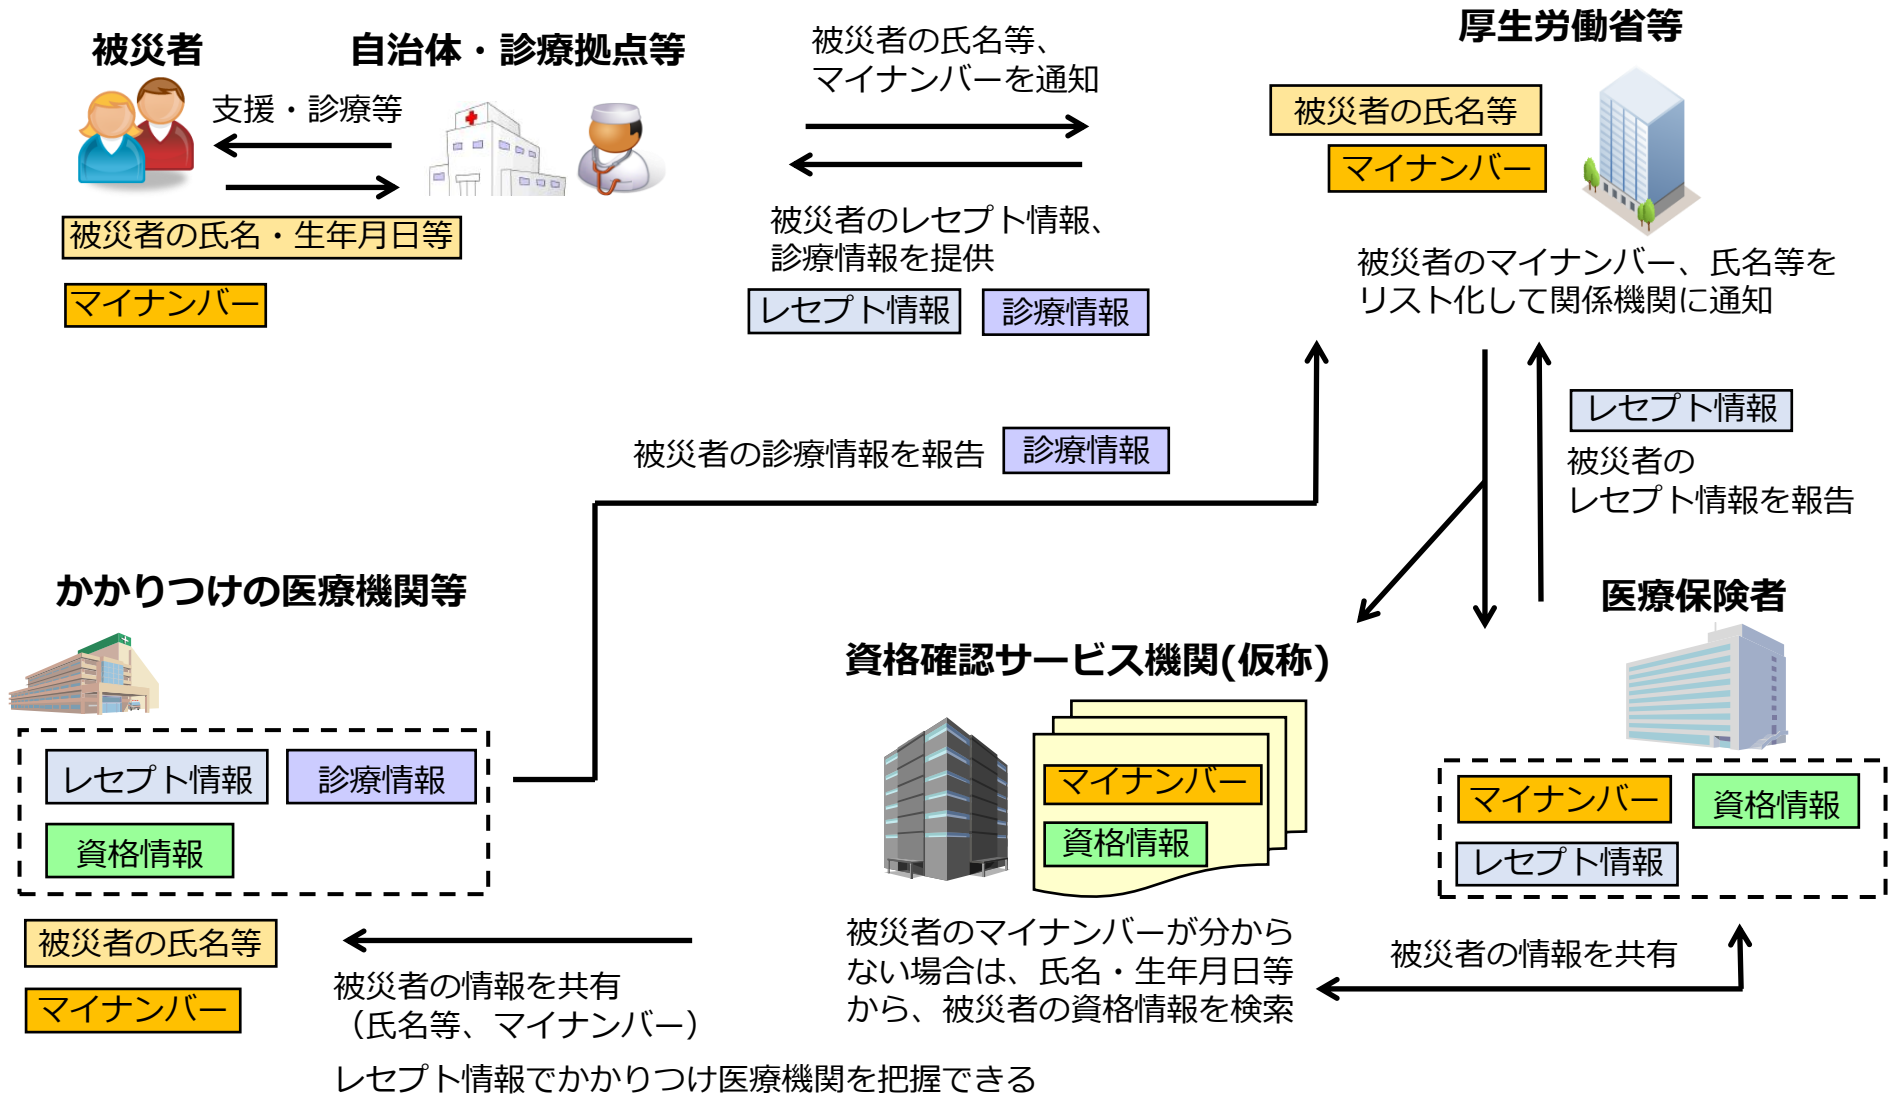 被災者
自治体・診療拠点等
支援・診療等
被災者の氏名・生年月日等
マイナンバー
被災者の氏名等、
マイナンバーを通知
被災者のレセプト情報、
診療情報を提供
レセプト情報
診療情報
厚生労働省等
被災者の氏名等
マイナンバー
被災者のマイナンバー、氏名等を
リスト化して関係機関に通知
被災者の診療情報を報告
診療情報
レセプト情報
被災者の
レセプト情報を報告
かかりつけの医療機関等
レセプト情報
診療情報
資格情報
被災者の氏名等
マイナンバー
被災者の情報を共有
（氏名等、マイナンバー）
レセプト情報でかかりつけ医療機関を把握できる
資格確認サービス機関(仮称)
マイナンバー
資格情報
被災者のマイナンバーが分から
ない場合は、氏名・生年月日等
から、被災者の資格情報を検索
医療保険者
マイナンバー
資格情報
レセプト情報
被災者の情報を共有